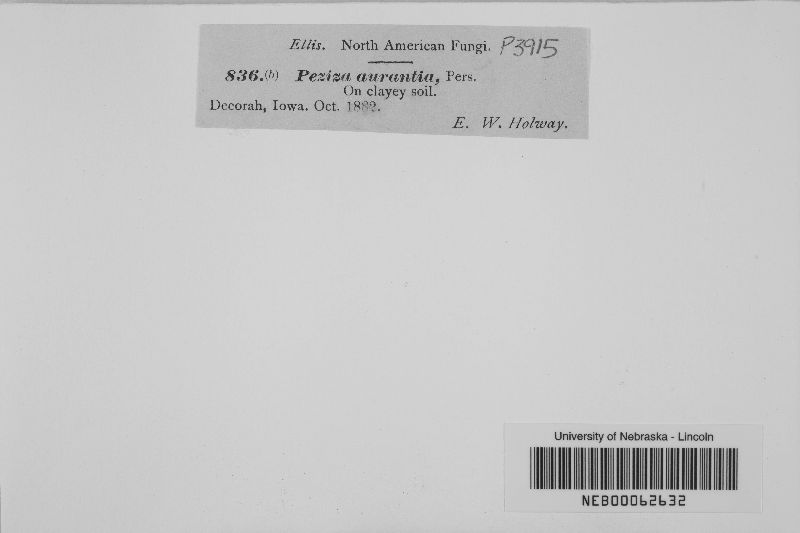 Ellis. North American Fungi. P3915
836.(b) Peziza aurantia, Pers.
On clayey soil.
Decorah, Iowa. Oct. 1882.
E. W. Holway.
University of Nebraska - Lincoln
NEB00062632